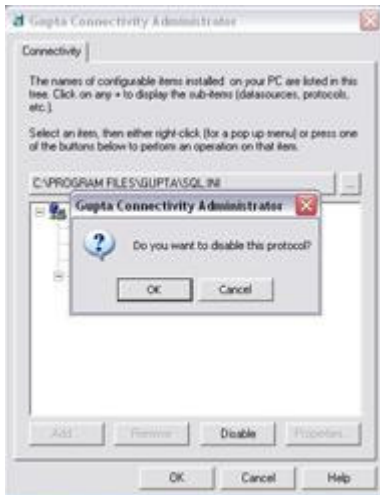 Gupta Connectivity Administrator
Connectivity
The names of configurable items installed on your PC are listed in this
tree. Click on any + to display the sub-items (datasources, protocols,
etc.)
Select an item, then either right-click (for a pop up menu) or press one
of the buttons below to perform an operation on that item.
C:\PROGRAM FILES\GUPTA\SQL.INI
...
Gupta Connectivity Administrator
Do you want to disable this protocol?
OK Cancel
Add Remove Disable Properties...
OK Cancel Help